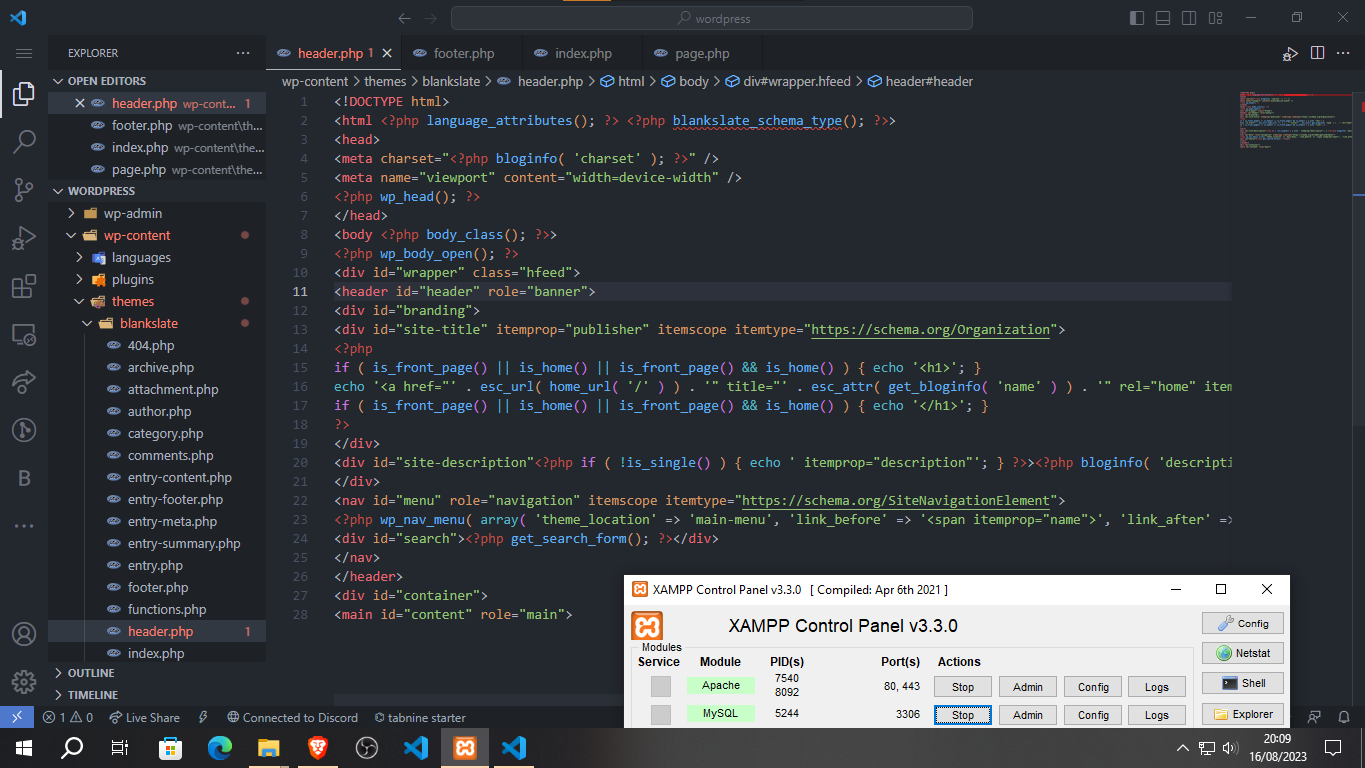 wordpress
EXPLORER
header.php 1
footer.php
index.php
page.php
OPEN EDITORS
header.php wp-cont... 1
footer.php wp-content\th...
index.php wp-content\the...
page.php wp-content\the...
WORDPRESS
wp-admin
wp-content
languages
plugins
themes
blankslate
404.php
archive.php
attachment.php
author.php
category.php
comments.php
entry-content.php
entry-footer.php
entry-meta.php
entry-summary.php
entry.php
footer.php
functions.php
header.php 1
index.php
OUTLINE
TIMELINE
wp-content > themes > blankslate > header.php > html > body > div#wrapper.hfeed > header#header
1 <!DOCTYPE html>
2 <html <?php language_attributes(); ?> <?php blankslate_schema_type(); ?>>
3 <head>
4 <meta charset="<?php bloginfo( 'charset' ); ?>" />
5 <meta name="viewport" content="width=device-width" />
6 <?php wp_head(); ?>
7 </head>
8 <body <?php body_class(); ?>>
9 <?php wp_body_open(); ?>
10 <div id="wrapper" class="hfeed">
11 <header id="header" role="banner">
12 <div id="branding">
13 <div id="site-title" itemprop="publisher" itemscope itemtype="https://schema.org/Organization">
14 <?php
15 if ( is_front_page() || is_home() || is_front_page() && is_home() ) { echo '<h1>'; }
16 echo '<a href="' . esc_url( home_url( '/' ) ) . '" title="' . esc_attr( get_bloginfo( 'name' ) ) . '" rel="home" item
17 if ( is_front_page() || is_home() || is_front_page() && is_home() ) { echo '</h1>'; }
18 ?>
19 </div>
20 <div id="site-description"<?php if ( !is_single() ) { echo ' itemprop="description"'; } ?>><?php bloginfo( 'descripti
21 </div>
22 <nav id="menu" role="navigation" itemscope itemtype="https://schema.org/SiteNavigationElement">
23 <?php wp_nav_menu( array( 'theme_location' => 'main-menu', 'link_before' => '<span itemprop="name">', 'link_after' =>
24 <div id="search"><?php get_search_form(); ?></div>
25 </nav>
26 </header>
27 <div id="container">
28 <main id="content" role="main">
XAMPP Control Panel v3.3.0 [ Compiled: Apr 6th 2021 ]
XAMPP Control Panel v3.3.0
Config
Modules
Service Module PID(s) Port(s) Actions
Netstat
Apache 7540
8092 80, 443 Stop Admin Config Logs
Shell
MySQL 5244 3306 Stop Admin Config Logs
Explorer
1 0 Live Share Connected to Discord tabnine starter
20:09
16/08/2023